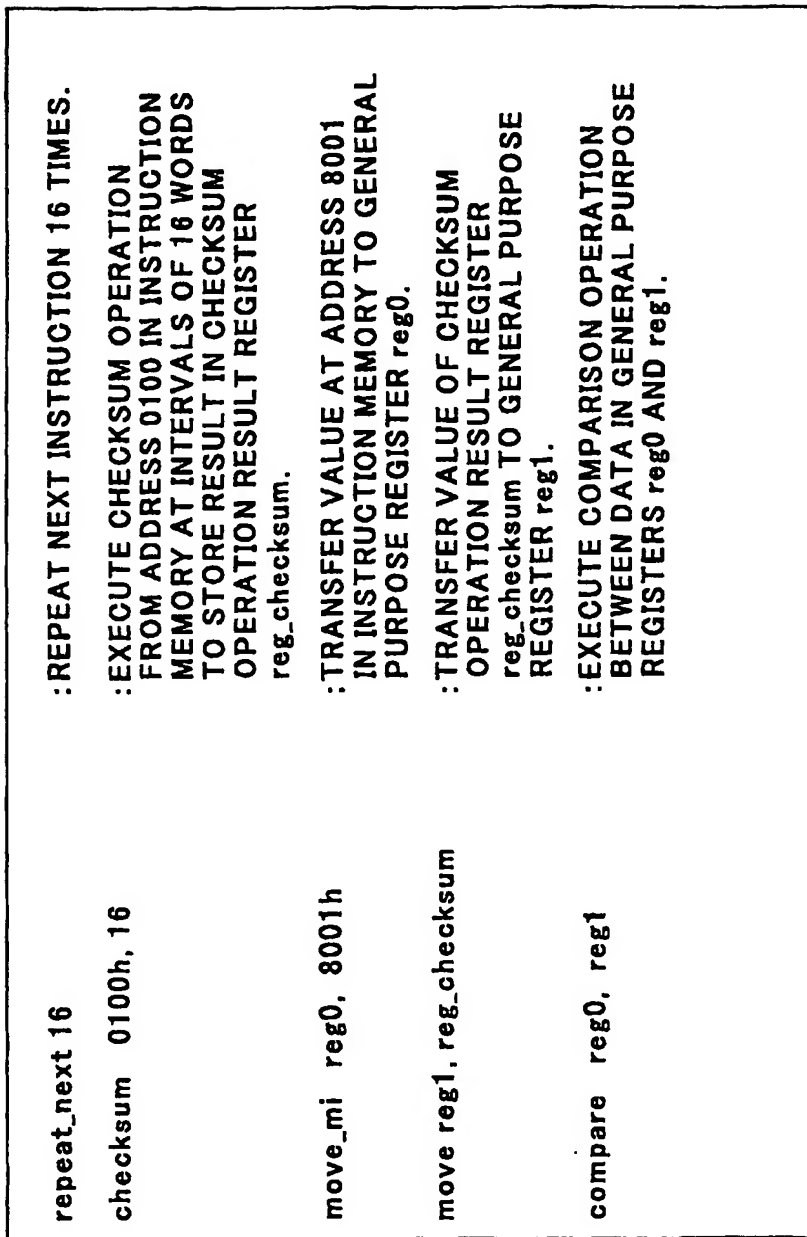 repeat_next 16 :REPEAT NEXT INSTRUCTION 16 TIMES.
checksum 0100h, 16 :EXECUTE CHECKSUM OPERATION
FROM ADDRESS 0100 IN INSTRUCTION
MEMORY AT INTERVALS OF 16 WORDS
TO STORE RESULT IN CHECKSUM
OPERATION RESULT REGISTER
reg_checksum.
move_mi reg0, 8001h :TRANSFER VALUE AT ADDRESS 8001
IN INSTRUCTION MEMORY TO GENERAL
PURPOSE REGISTER reg0.
move reg1, reg_checksum :TRANSFER VALUE OF CHECKSUM
OPERATION RESULT REGISTER
reg_checksum TO GENERAL PURPOSE
REGISTER reg1.
compare reg0, reg1 :EXECUTE COMPARISON OPERATION
BETWEEN DATA IN GENERAL PURPOSE
REGISTERS reg0 AND reg1.